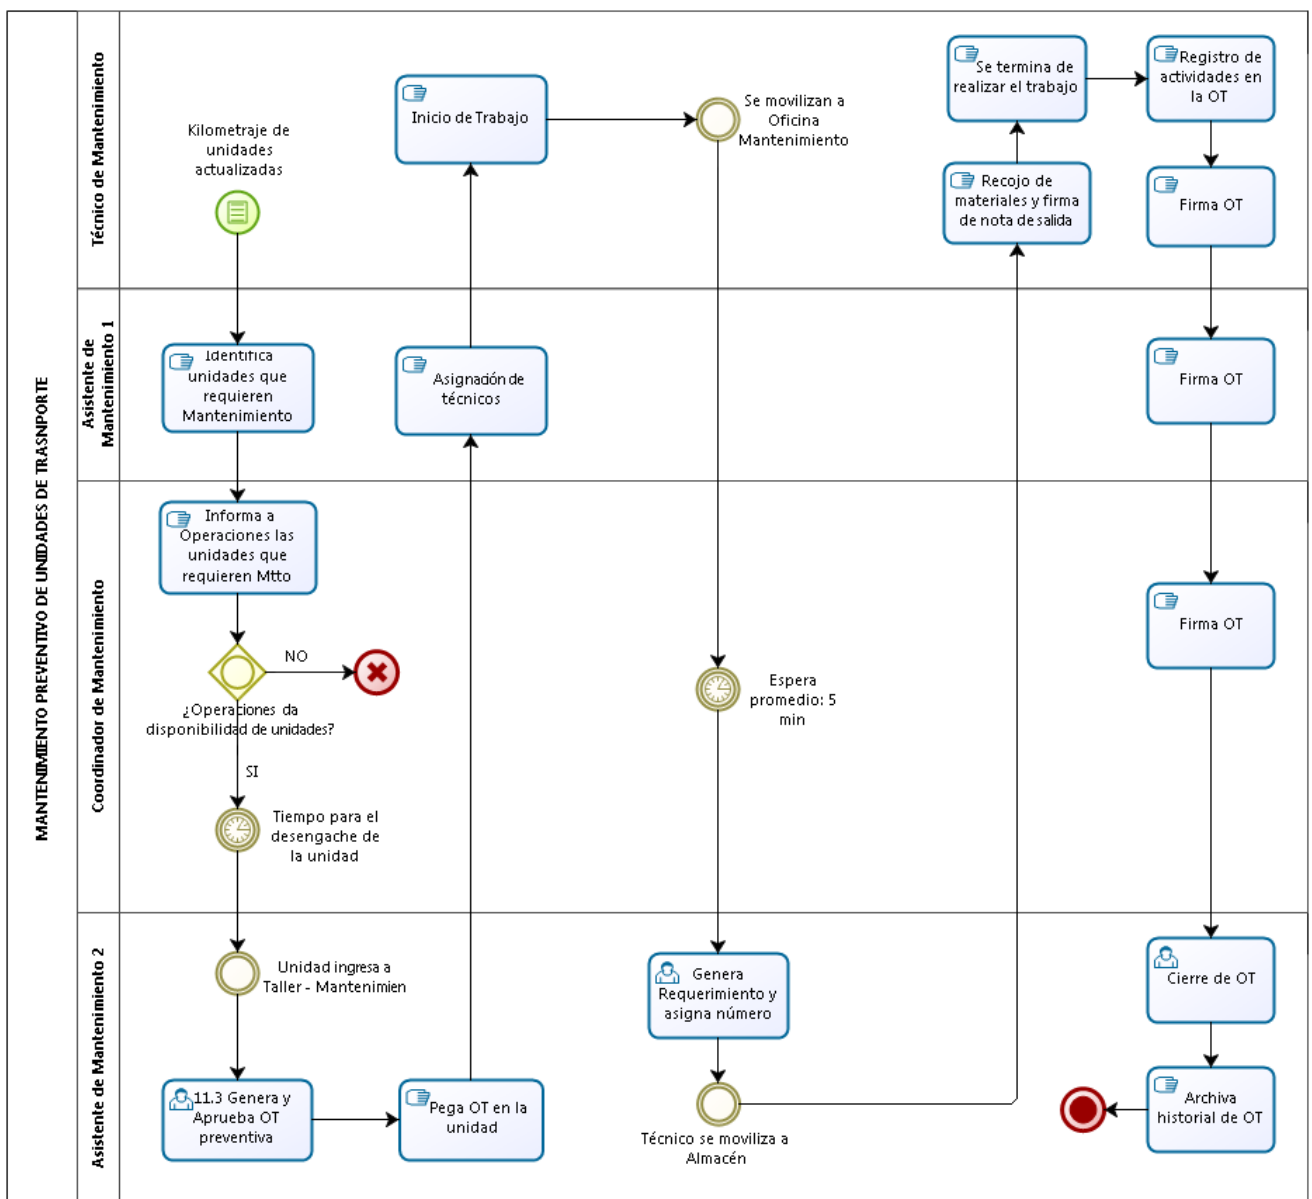 MANTENIMIENTO PREVENTIVO DE UNIDADES DE TRASNPORTE
Técnico de Mantenimiento
Kilometraje de
unidades
actualizadas
Inicio de Trabajo
Se movilizan a
Oficina
Mantenimiento
Se termina de
realizar el trabajo
Registro de
actividades en
la OT
Recojo de
materiales y firma
de nota de salida
Firma OT
Asistente de
Mantenimiento 1
Identifica
unidades que
requieren
Mantenimiento
Asignación de
técnicos
Firma OT
Coordinador de Mantenimiento
Informa a
Operaciones las
unidades que
requieren Mtto
NO
¿Operaciones da
disponibilidad de unidades?
SI
Tiempo para el
desengache de
la unidad
Espera
promedio: 5
min
Firma OT
Asistente de Mantenimiento 2
Unidad ingresa a
Taller - Mantenimien
11.3 Genera y
Aprueba OT
preventiva
Pega OT en la
unidad
Genera
Requerimiento y
asigna número
Técnico se moviliza a
Almacén
Cierre de OT
Archiva
historial de OT